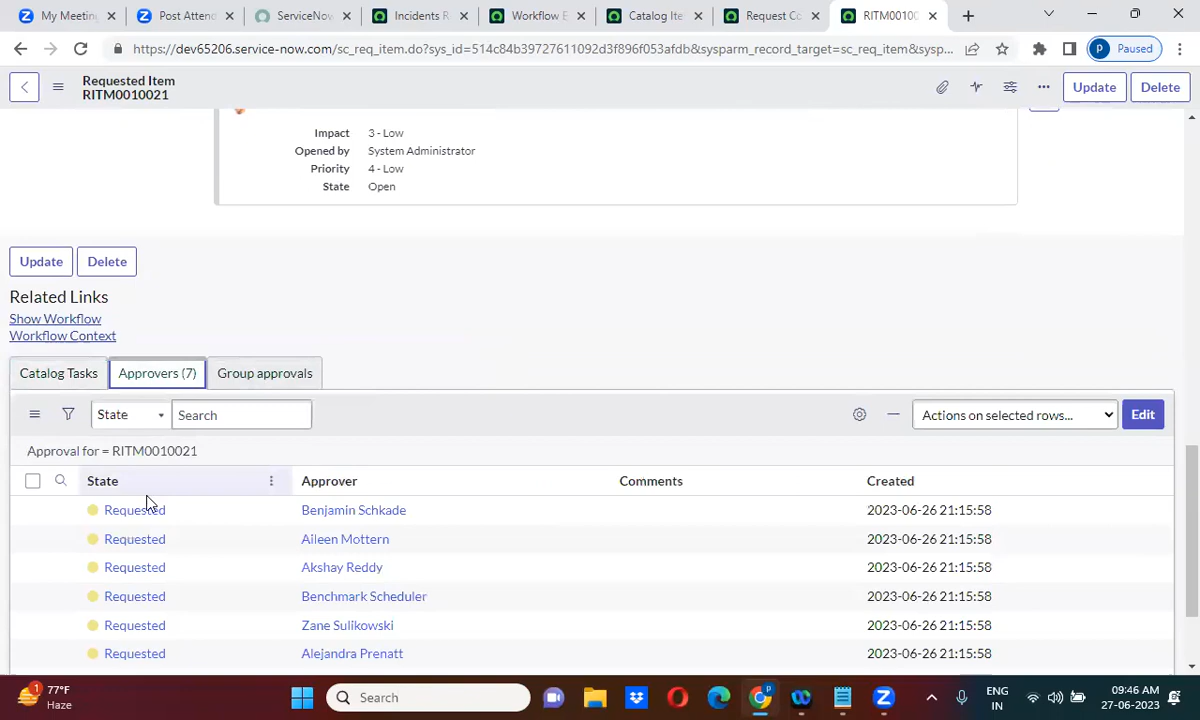 My Meeting
Post Attend
ServiceNow
Incidents R
Workflow E
Catalog Ite
Request Co
RITM0010
https://dev65206.service-now.com/sc_req_item.do?sys_id=514c84b39727611092d3f896f053afdb&sysparm_record_target=sc_req_item&sysp...
P Paused
Requested Item
RITM0010021
Update
Delete
Impact 3 - Low
Opened by System Administrator
Priority 4 - Low
State Open
Update
Delete
Related Links
Show Workflow
Workflow Context
Catalog Tasks
Approvers (7)
Group approvals
State
Search
Actions on selected rows...
Edit
Approval for = RITM0010021
State Approver Comments Created
Requested Benjamin Schkade 2023-06-26 21:15:58
Requested Aileen Mottern 2023-06-26 21:15:58
Requested Akshay Reddy 2023-06-26 21:15:58
Requested Benchmark Scheduler 2023-06-26 21:15:58
Requested Zane Sulikowski 2023-06-26 21:15:58
Requested Alejandra Prenatt 2023-06-26 21:15:58
1
77°F
Haze
Search
ENG
IN
09:46 AM
27-06-2023